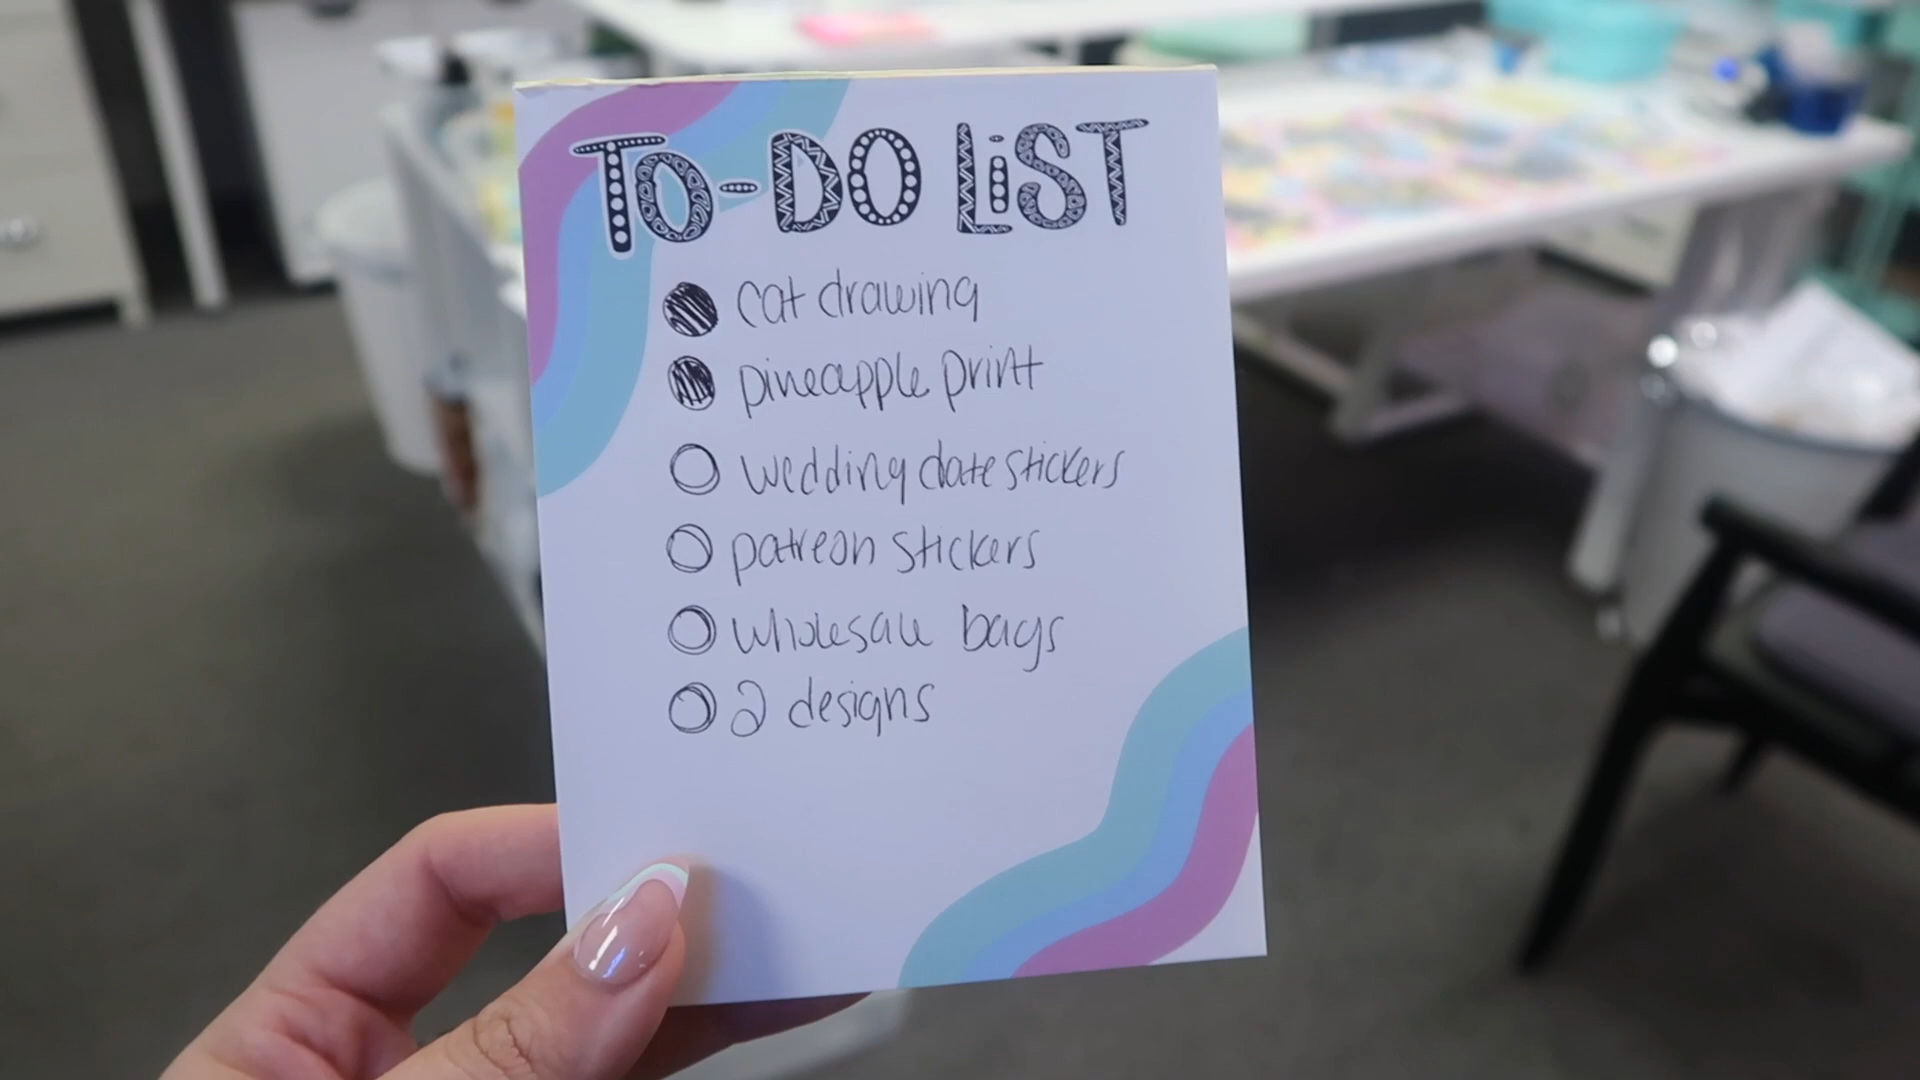 TO-DO LiST
cat drawing
pineapple print
wedding date stickers
patreon stickers
wholesale bags
2 designs